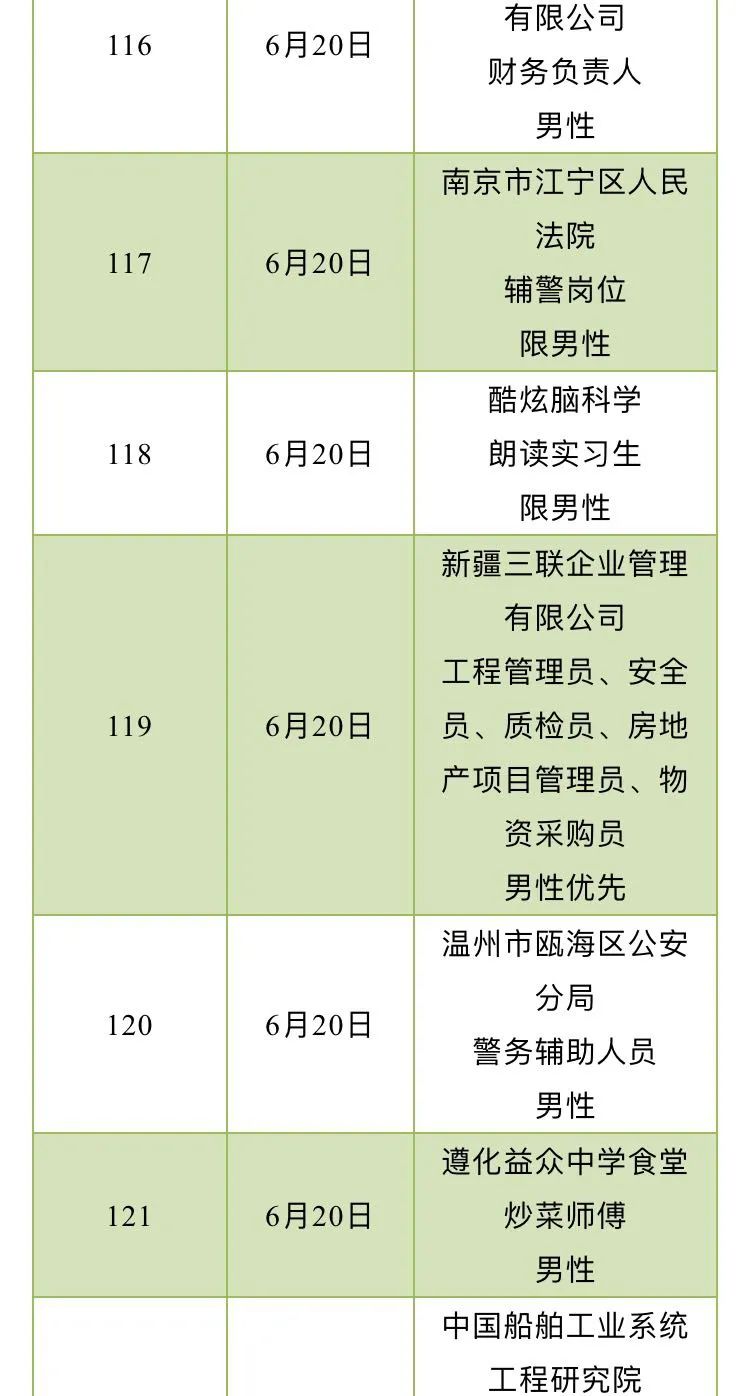 有限公司
116 6月20日 财务负责人
男性
南京市江宁区人民
法院
117 6月20日
辅警岗位
限男性
酷炫脑科学
118 6月20日 朗读实习生
限男性
新疆三联企业管理
有限公司
工程管理员、安全
119 6月20日 员、质检员、房地
产项目管理员、物
资采购员
男性优先
温州市瓯海区公安
分局
120 6月20日
警务辅助人员
男性
遵化益众中学食堂
121 6月20日 炒菜师傅
男性
中国船舶工业系统
工程研究院